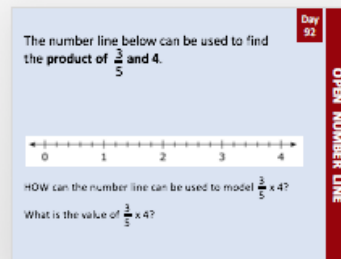 Day
92
The number line below can be used to find
the product of 3/5 and 4.
0 1 2 3 4
HOW can the number line can be used to model 3/5 x 4?
What is the value of 3/5 x 4?
OPEN NUMBER LINE